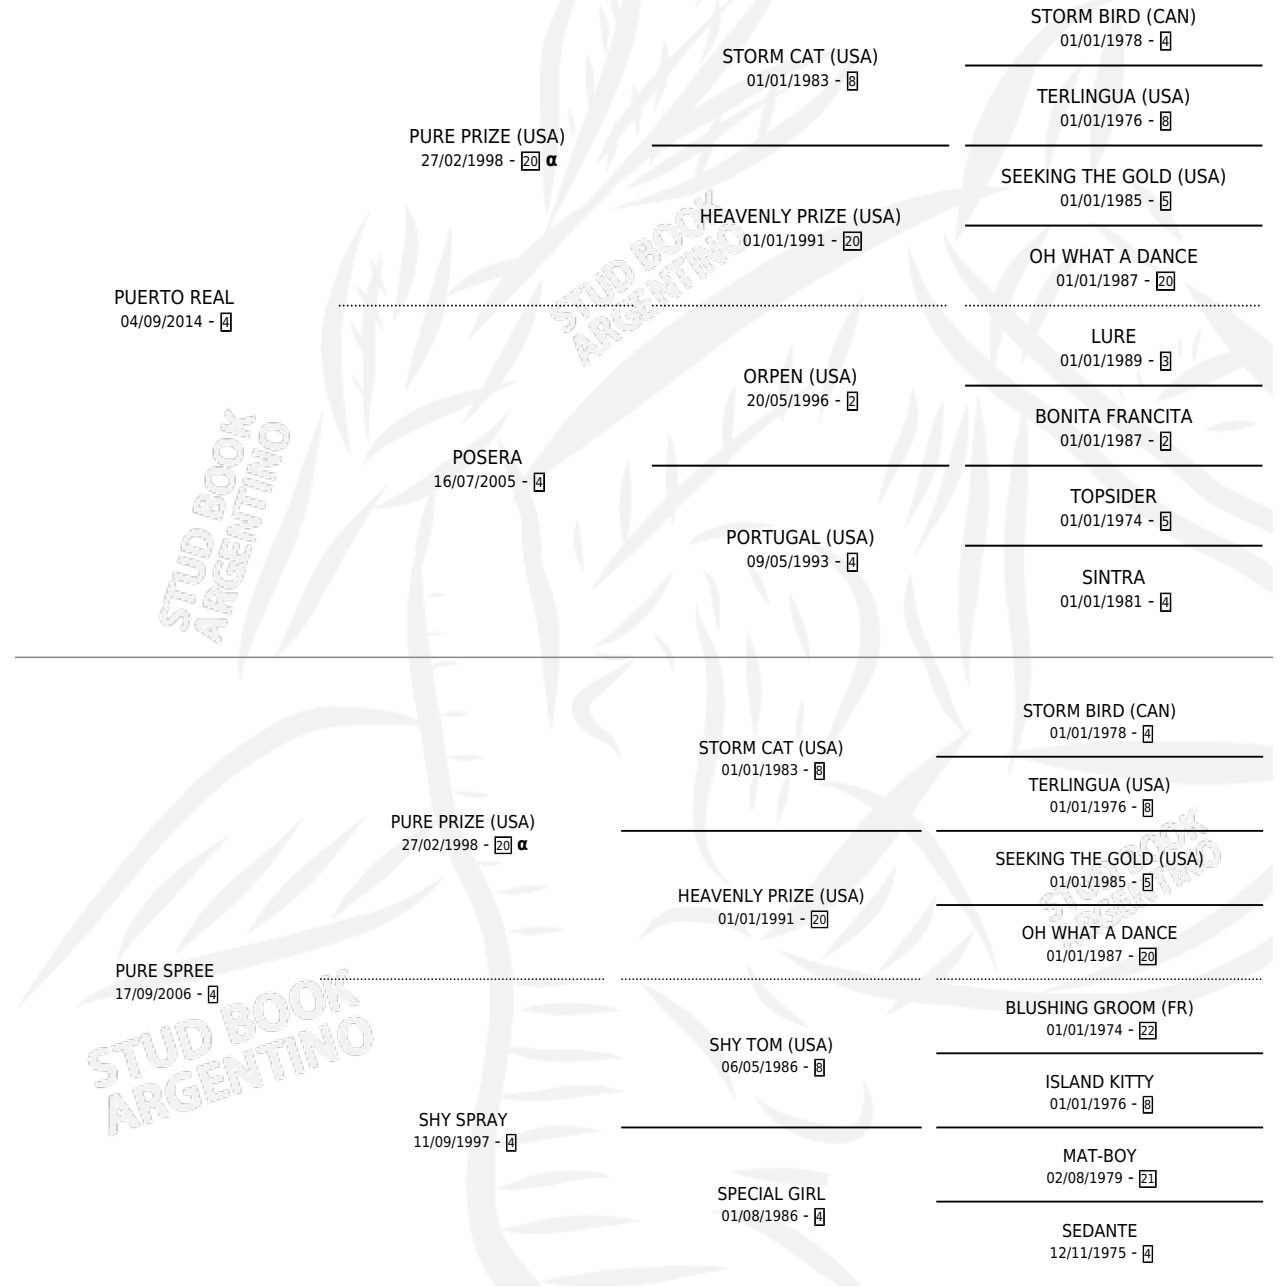 STORM BIRD (CAN)
01/01/1978 - 4
STORM CAT (USA)
01/01/1983 - 8
TERLINGUA (USA)
01/01/1976 - 8
PURE PRIZE (USA)
27/02/1998 - 20 α
SEEKING THE GOLD (USA)
01/01/1985 - 5
HEAVENLY PRIZE (USA)
01/01/1991 - 20
OH WHAT A DANCE
01/01/1987 - 20
STUD BOOK
ARGENTINO
PUERTO REAL
04/09/2014 - 4
LURE
01/01/1989 - 3
ORPEN (USA)
20/05/1996 - 2
BONITA FRANCITA
01/01/1987 - 2
POSERA
16/07/2005 - 4
TOPSIDER
01/01/1974 - 5
PORTUGAL (USA)
09/05/1993 - 4
SINTRA
01/01/1981 - 4
STUD BOOK
ARGENTINO
STORM BIRD (CAN)
01/01/1978 - 4
STORM CAT (USA)
01/01/1983 - 8
TERLINGUA (USA)
01/01/1976 - 8
PURE PRIZE (USA)
27/02/1998 - 20 α
SEEKING THE GOLD (USA)
01/01/1985 - 5
HEAVENLY PRIZE (USA)
01/01/1991 - 20
OH WHAT A DANCE
01/01/1987 - 20
STUD BOOK
ARGENTINO
PURE SPREE
17/09/2006 - 4
BLUSHING GROOM (FR)
01/01/1974 - 22
SHY TOM (USA)
06/05/1986 - 8
ISLAND KITTY
01/01/1976 - 8
STUD BOOK
ARGENTINO
SHY SPRAY
11/09/1997 - 4
MAT-BOY
02/08/1979 - 21
SPECIAL GIRL
01/08/1986 - 4
SEDANTE
12/11/1975 - 4